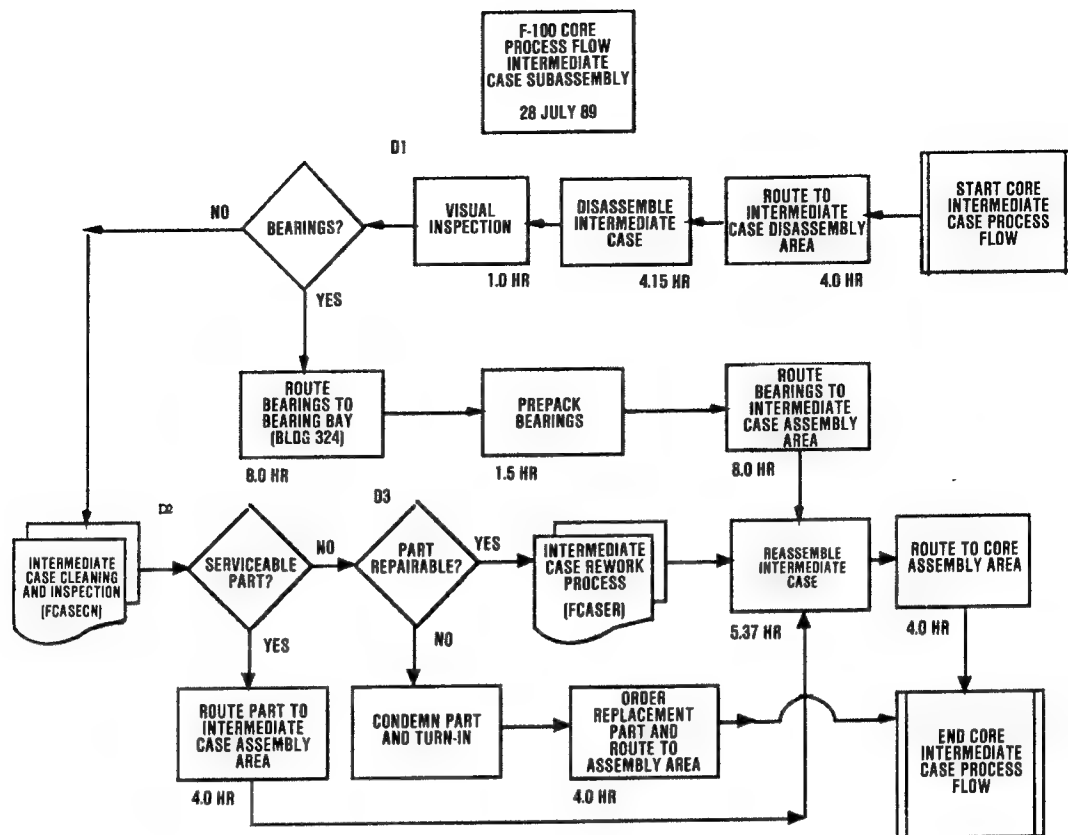 F-100 CORE
PROCESS FLOW
INTERMEDIATE
CASE SUBASSEMBLY
28 JULY 89
D1
START CORE
INTERMEDIATE
CASE PROCESS
FLOW
ROUTE TO
INTERMEDIATE
CASE DISASSEMBLY
AREA
4.0 HR
DISASSEMBLE
INTERMEDIATE
CASE
4.15 HR
VISUAL
INSPECTION
1.0 HR
BEARINGS?
NO
YES
ROUTE
BEARINGS TO
BEARING BAY
(BLDG 324)
8.0 HR
PREPACK
BEARINGS
1.5 HR
ROUTE
BEARINGS TO
INTERMEDIATE
CASE ASSEMBLY
AREA
8.0 HR
INTERMEDIATE
CASE CLEANING
AND INSPECTION
(FCASECN)
D2
SERVICEABLE
PART?
NO
YES
D3
PART
REPAIRABLE?
YES
NO
INTERMEDIATE
CASE REWORK
PROCESS
(FCASER)
REASSEMBLE
INTERMEDIATE
CASE
5.37 HR
ROUTE TO CORE
ASSEMBLY AREA
4.0 HR
ROUTE PART TO
INTERMEDIATE
CASE ASSEMBLY
AREA
4.0 HR
CONDEMN PART
AND TURN-IN
ORDER
REPLACEMENT
PART AND
ROUTE TO
ASSEMBLY AREA
4.0 HR
END CORE
INTERMEDIATE
CASE PROCESS
FLOW